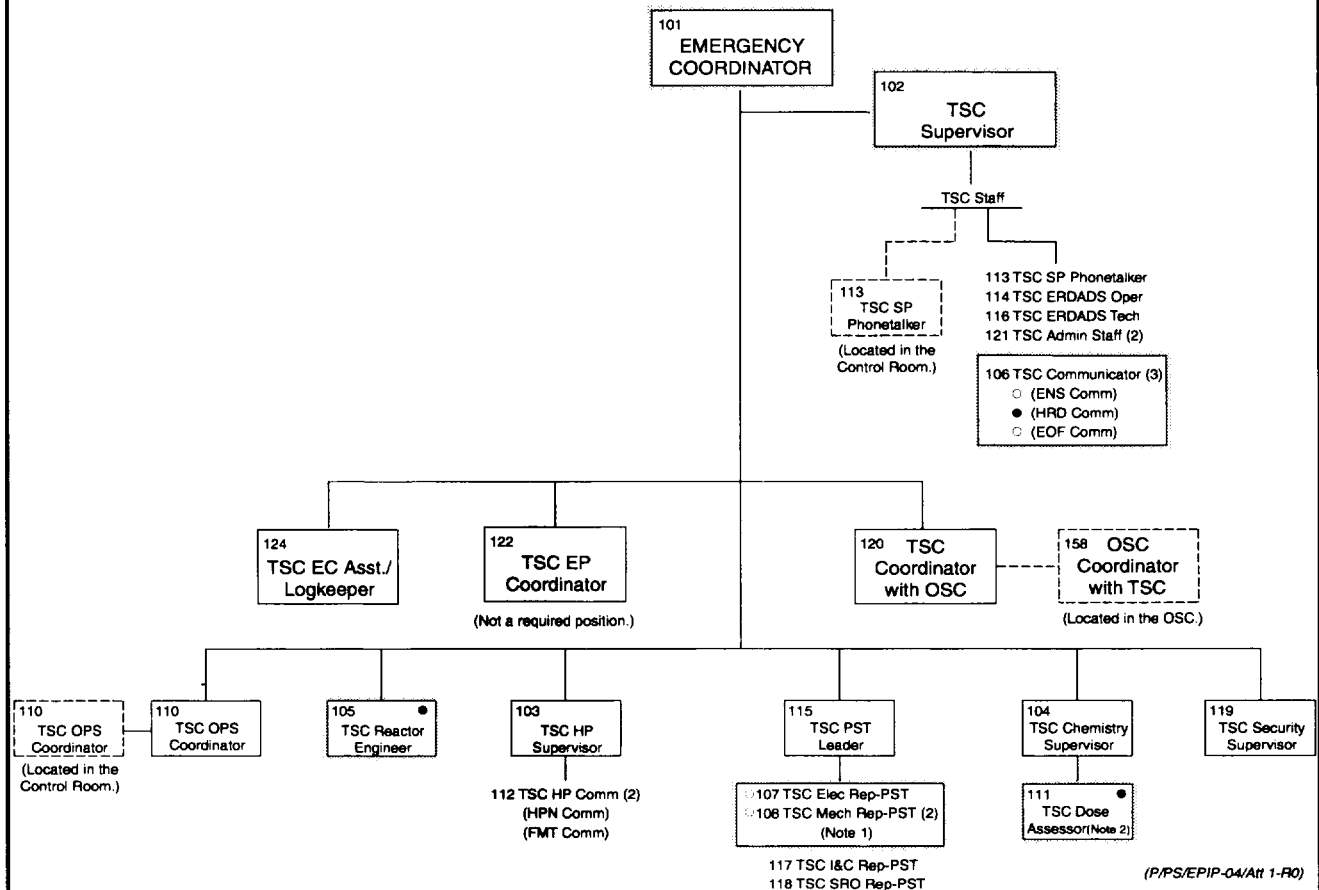 101
EMERGENCY
COORDINATOR
102
TSC
Supervisor
TSC Staff
113
TSC SP
Phonetalker
(Located in the
Control Room.)
113 TSC SP Phonetalker
114 TSC ERDADS Oper
116 TSC ERDADS Tech
121 TSC Admin Staff (2)
106 TSC Communicator (3)
○ (ENS Comm)
● (HRD Comm)
○ (EOF Comm)
124
TSC EC Asst./
Logkeeper
122
TSC EP
Coordinator
(Not a required position.)
120 TSC
Coordinator
with OSC
158 OSC
Coordinator
with TSC
(Located in the OSC.)
110
TSC OPS
Coordinator
(Located in the
Control Room.)
110
TSC OPS
Coordinator
105 ●
TSC Reactor
Engineer
103
TSC HP
Supervisor
112 TSC HP Comm (2)
(HPN Comm)
(FMT Comm)
115
TSC PST
Leader
○ 107 TSC Elec Rep-PST
○ 108 TSC Mech Rep-PST (2)
(Note 1)
117 TSC I&C Rep-PST
118 TSC SRO Rep-PST
104
TSC Chemistry
Supervisor
111 ●
TSC Dose
Assessor(Note 2)
119
TSC Security
Supervisor
(P/PS/EPIP-04/Att 1-R0)